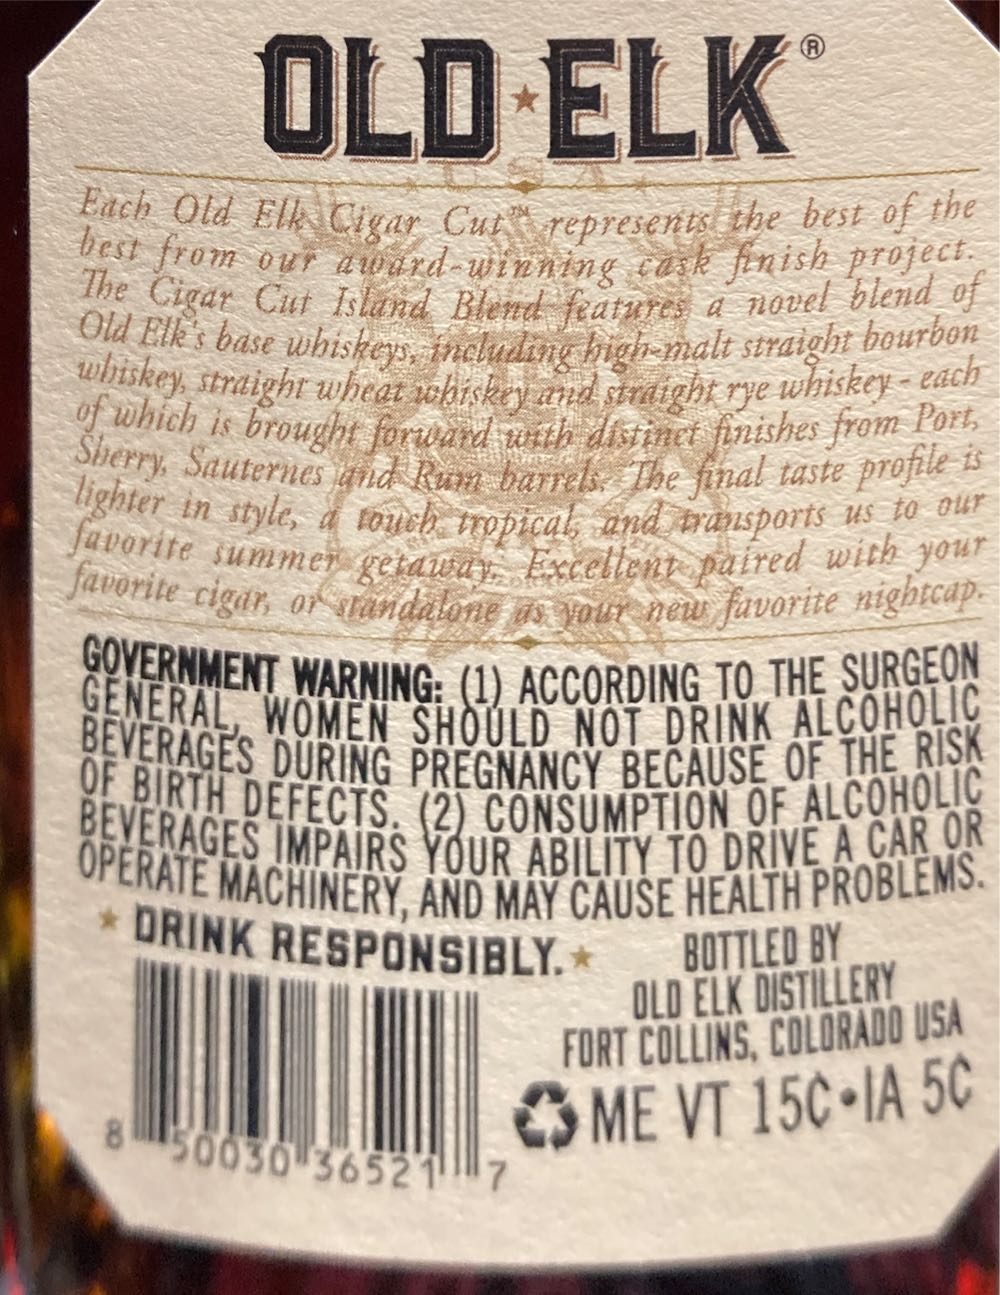 OLD★ELK®
USA
Each Old Elk Cigar Cut™ represents the best of the
best from our award-winning cask finish project.
The Cigar Cut Island Blend features a novel blend of
Old Elk's base whiskeys, including high-malt straight bourbon
whiskey, straight wheat whiskey and straight rye whiskey - each
of which is brought forward with distinct finishes from Port,
Sherry, Sauternes and Rum barrels. The final taste profile is
lighter in style, a touch tropical, and transports us to our
favorite summer getaway. Excellent paired with your
favorite cigar, or standalone as your new favorite nightcap.
GOVERNMENT WARNING: (1) ACCORDING TO THE SURGEON
GENERAL, WOMEN SHOULD NOT DRINK ALCOHOLIC
BEVERAGES DURING PREGNANCY BECAUSE OF THE RISK
OF BIRTH DEFECTS. (2) CONSUMPTION OF ALCOHOLIC
BEVERAGES IMPAIRS YOUR ABILITY TO DRIVE A CAR OR
OPERATE MACHINERY, AND MAY CAUSE HEALTH PROBLEMS.
★ DRINK RESPONSIBLY. ★
BOTTLED BY
OLD ELK DISTILLERY
FORT COLLINS, COLORADO USA
ME VT 15¢•IA 5¢
8 50030 36521 7